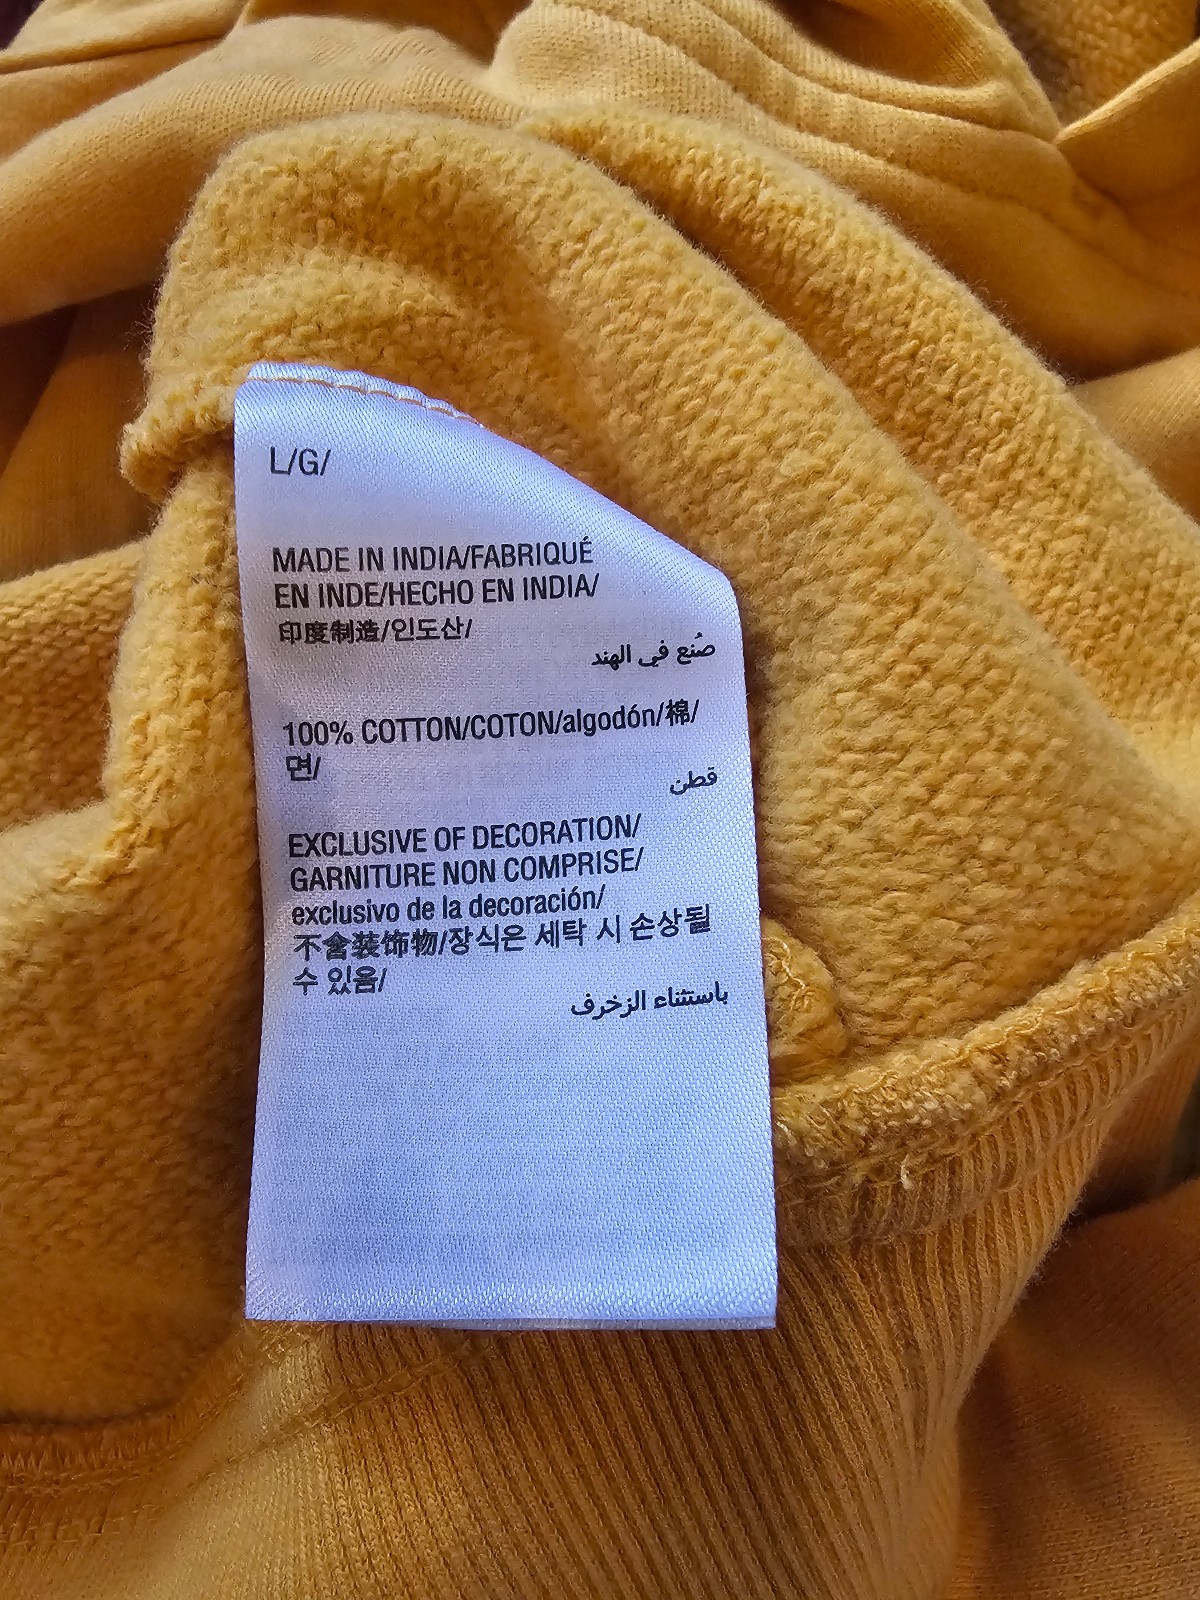 L/G/
MADE IN INDIA/FABRIQUÉ
EN INDE/HECHO EN INDIA/
印度制造/인도산/
صُنع في الهند
100% COTTON/COTON/algodón/棉/
면/
قطن
EXCLUSIVE OF DECORATION/
GARNITURE NON COMPRISE/
exclusivo de la decoración/
不含装饰物/장식은 세탁 시 손상될
수 있음/
باستثناء الزخرف